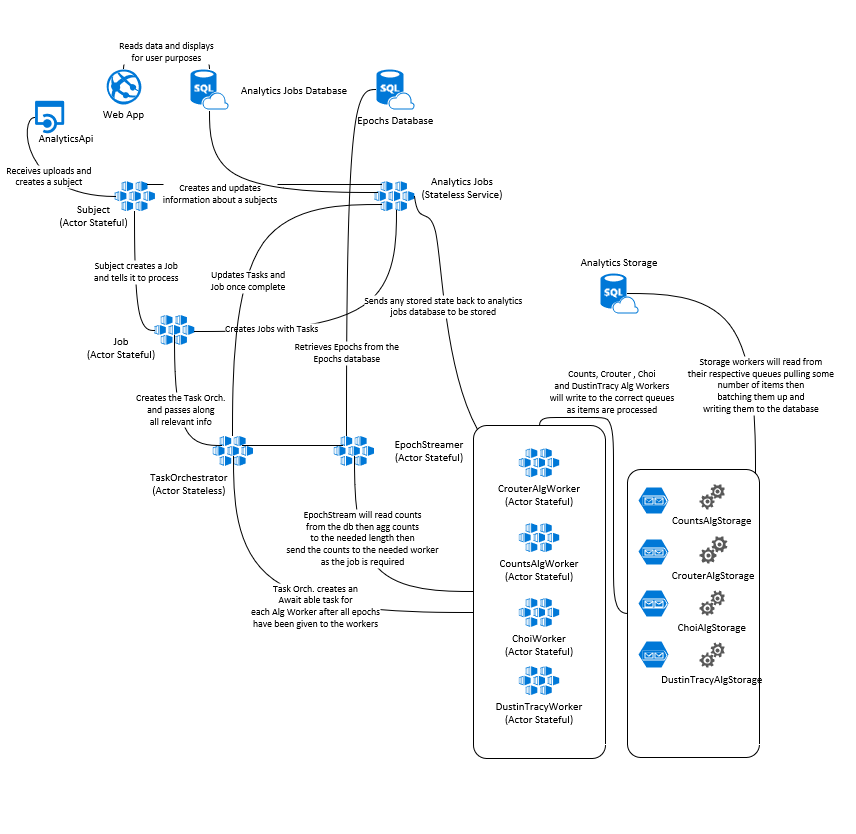 Reads data and displays
for user purposes
SQL
Analytics Jobs Database
SQL
Web App
Epochs Database
AnalyticsApi
Receives uploads and
creates a subject
Creates and updates
information about a subjects
Analytics Jobs
(Stateless Service)
Subject
(Actor Stateful)
Subject creates a Job
and tells it to process
Updates Tasks and
Job once complete
Analytics Storage
SQL
Sends any stored state back to analytics
jobs database to be stored
Creates Jobs with Tasks
Job
(Actor Stateful)
Retrieves Epochs from the
Epochs database
Storage workers will read from
their respective queues pulling some
number of items then
batching them up and
writing them to the database
Counts, Crouter , Choi
and DustinTracy Alg Workers
will write to the correct queues
as items are processed
Creates the Task Orch.
and passes along
all relevant info
EpochStreamer
(Actor Stateful)
TaskOrchestrator
(Actor Stateless)
CrouterAlgWorker
(Actor Stateful)
CountsAlgStorage
EpochStream will read counts
from the db then agg counts
to the needed length then
send the counts to the needed worker
as the job is required
CountsAlgWorker
(Actor Stateful)
CrouterAlgStorage
Task Orch. creates an
Await able task for
each Alg Worker after all epochs
have been given to the workers
ChoiWorker
(Actor Stateful)
ChoiAlgStorage
DustinTracyAlgStorage
DustinTracyWorker
(Actor Stateful)